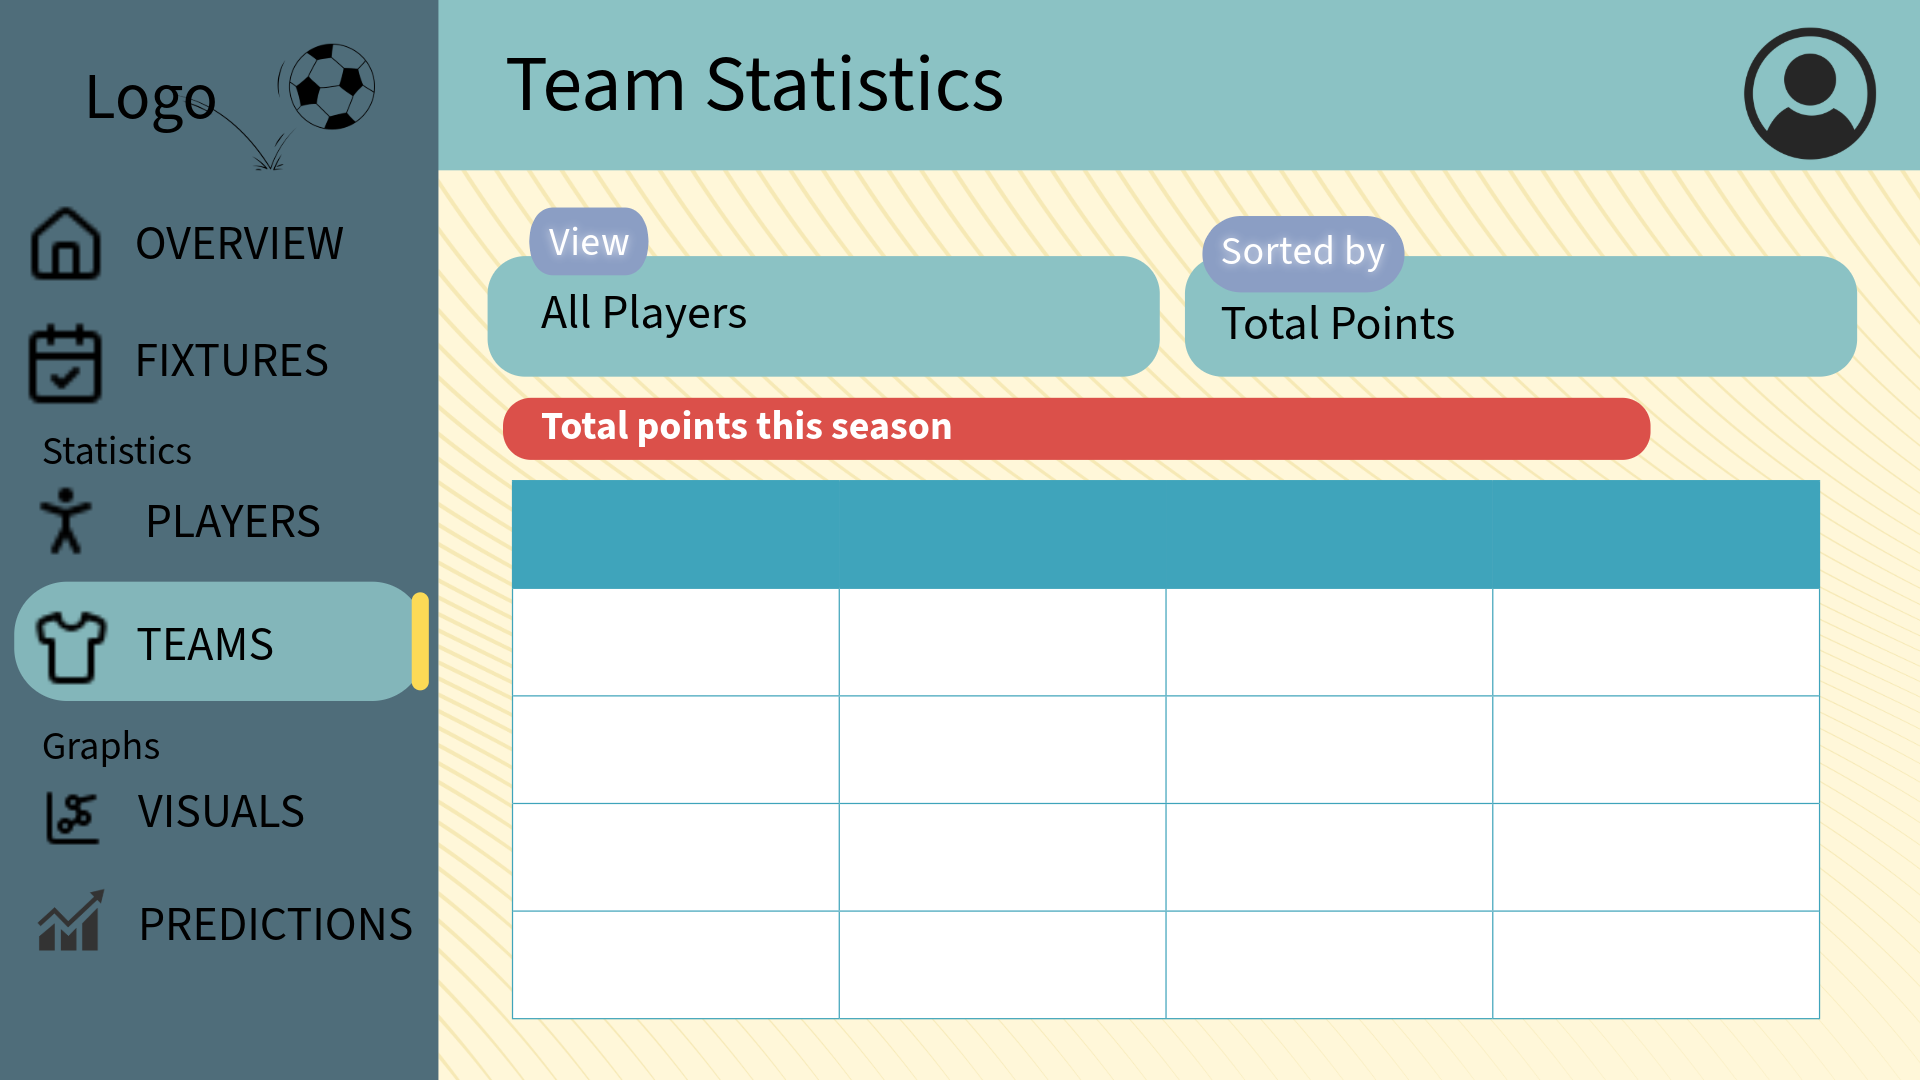 Logo
OVERVIEW
FIXTURES
Statistics
PLAYERS
TEAMS
Graphs
VISUALS
PREDICTIONS
Team Statistics
View
All Players
Sorted by
Total Points
Total points this season